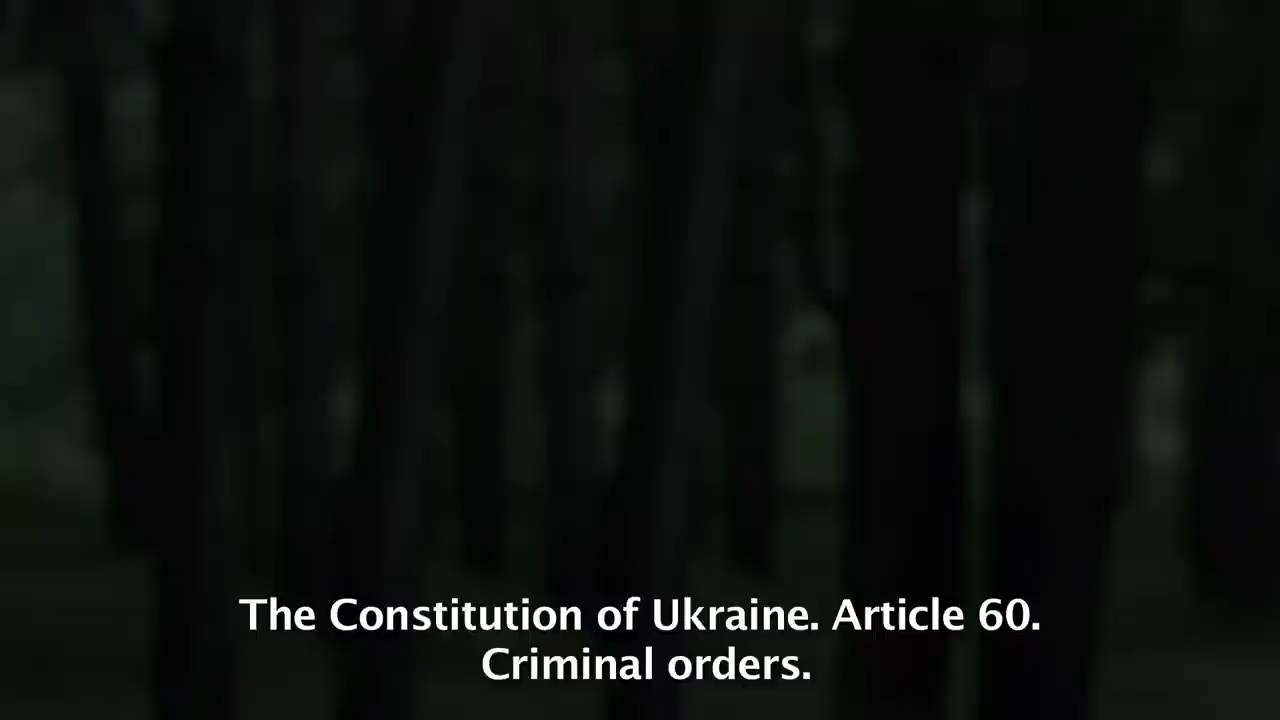 The Constitution of Ukraine. Article 60.
Criminal orders.